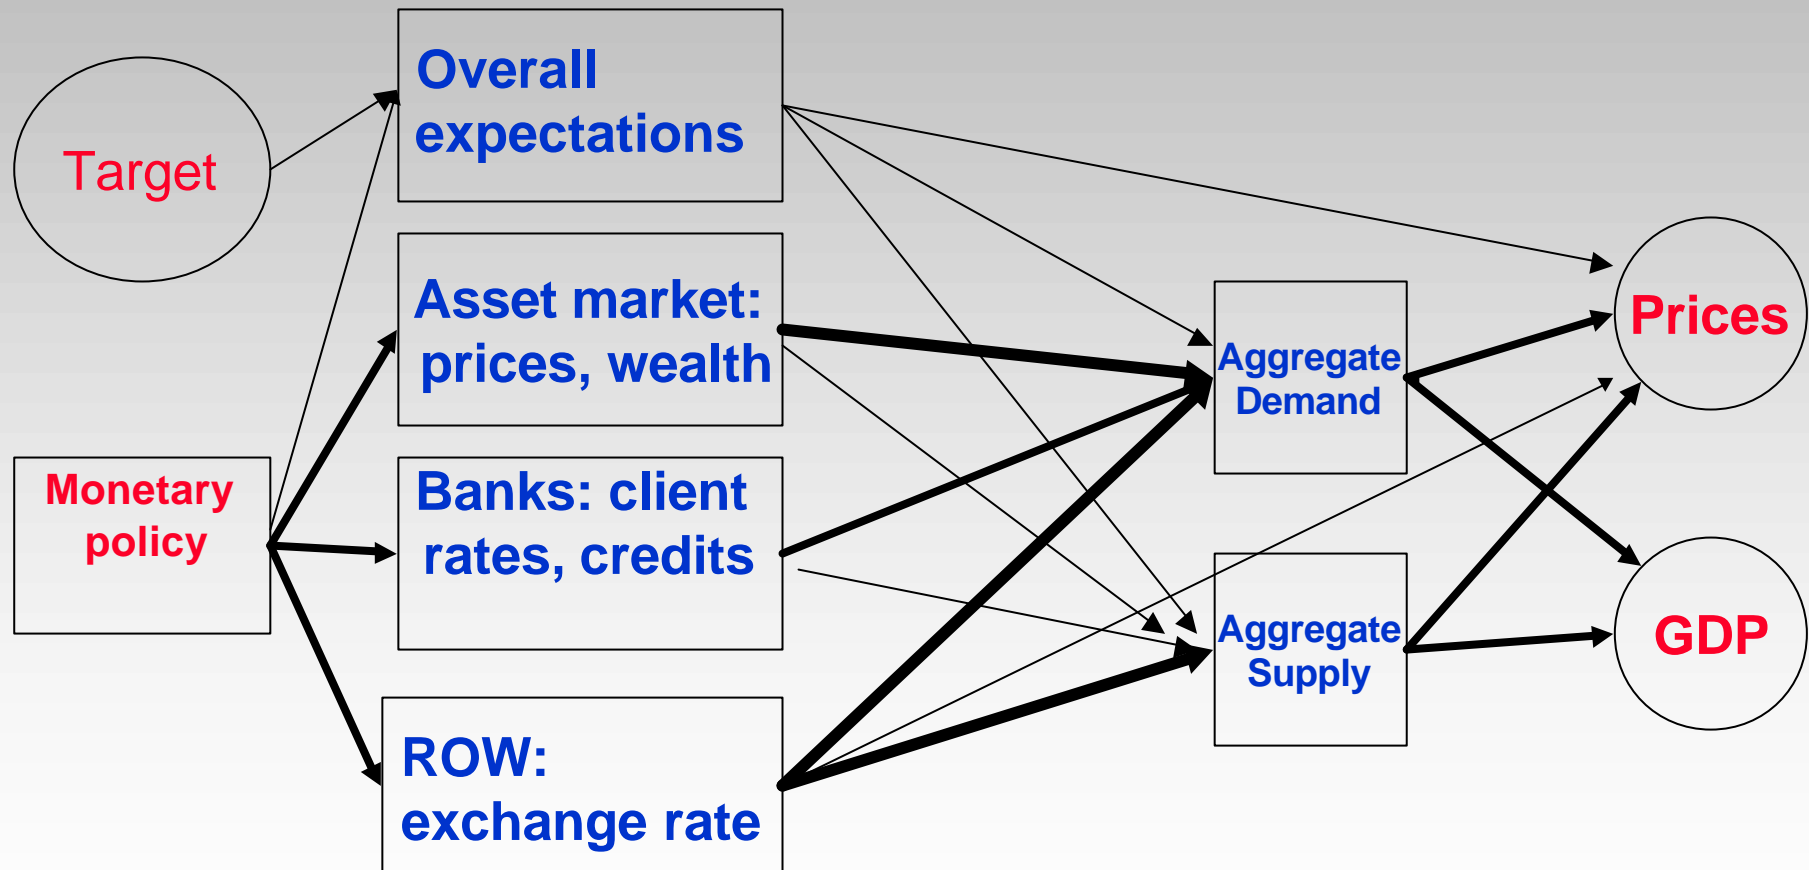 Overall
expectations
Target
Asset market:
prices, wealth
Monetary
policy
Banks: client
rates, credits
ROW:
exchange rate
Aggregate
Demand
Aggregate
Supply
Prices
GDP